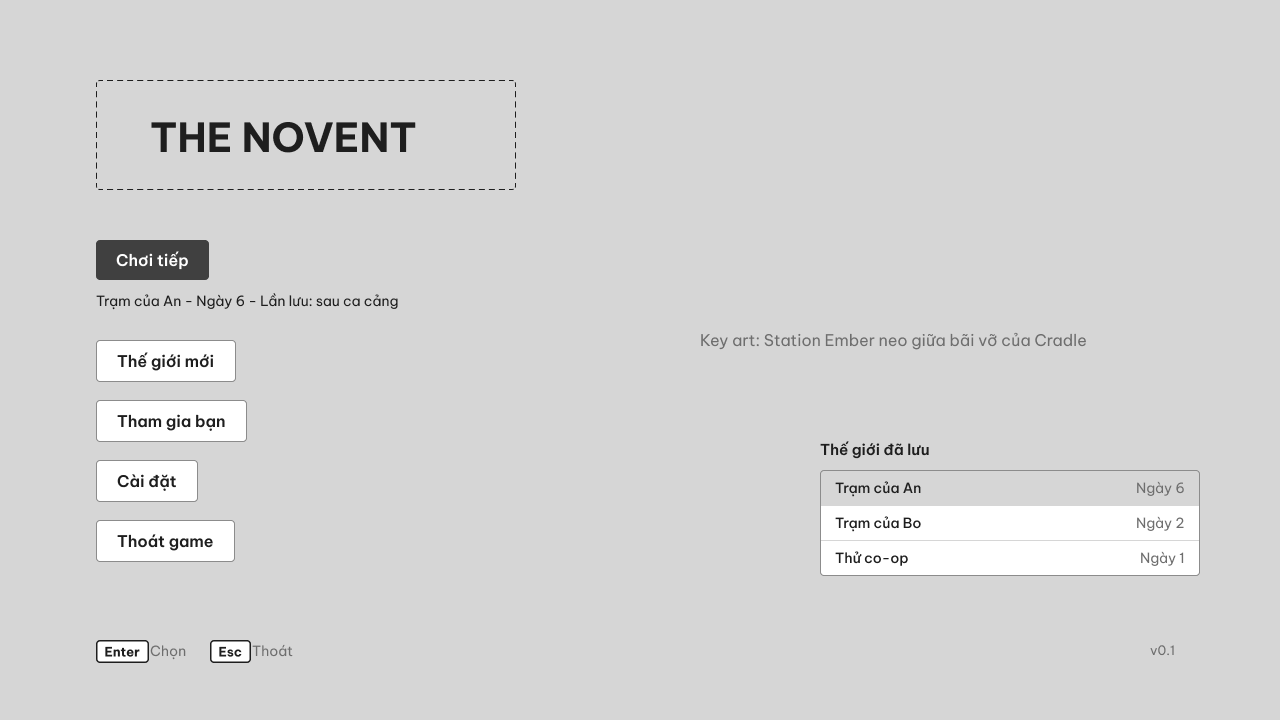 THE NOVENT
Chơi tiếp
Trạm của An - Ngày 6 - Lần lưu: sau ca cảng
Thế giới mới
Tham gia bạn
Cài đặt
Thoát game
Key art: Station Ember neo giữa bãi vỡ của Cradle
Thế giới đã lưu
Trạm của An Ngày 6
Trạm của Bo Ngày 2
Thử co-op Ngày 1
Enter Chọn Esc Thoát
v0.1